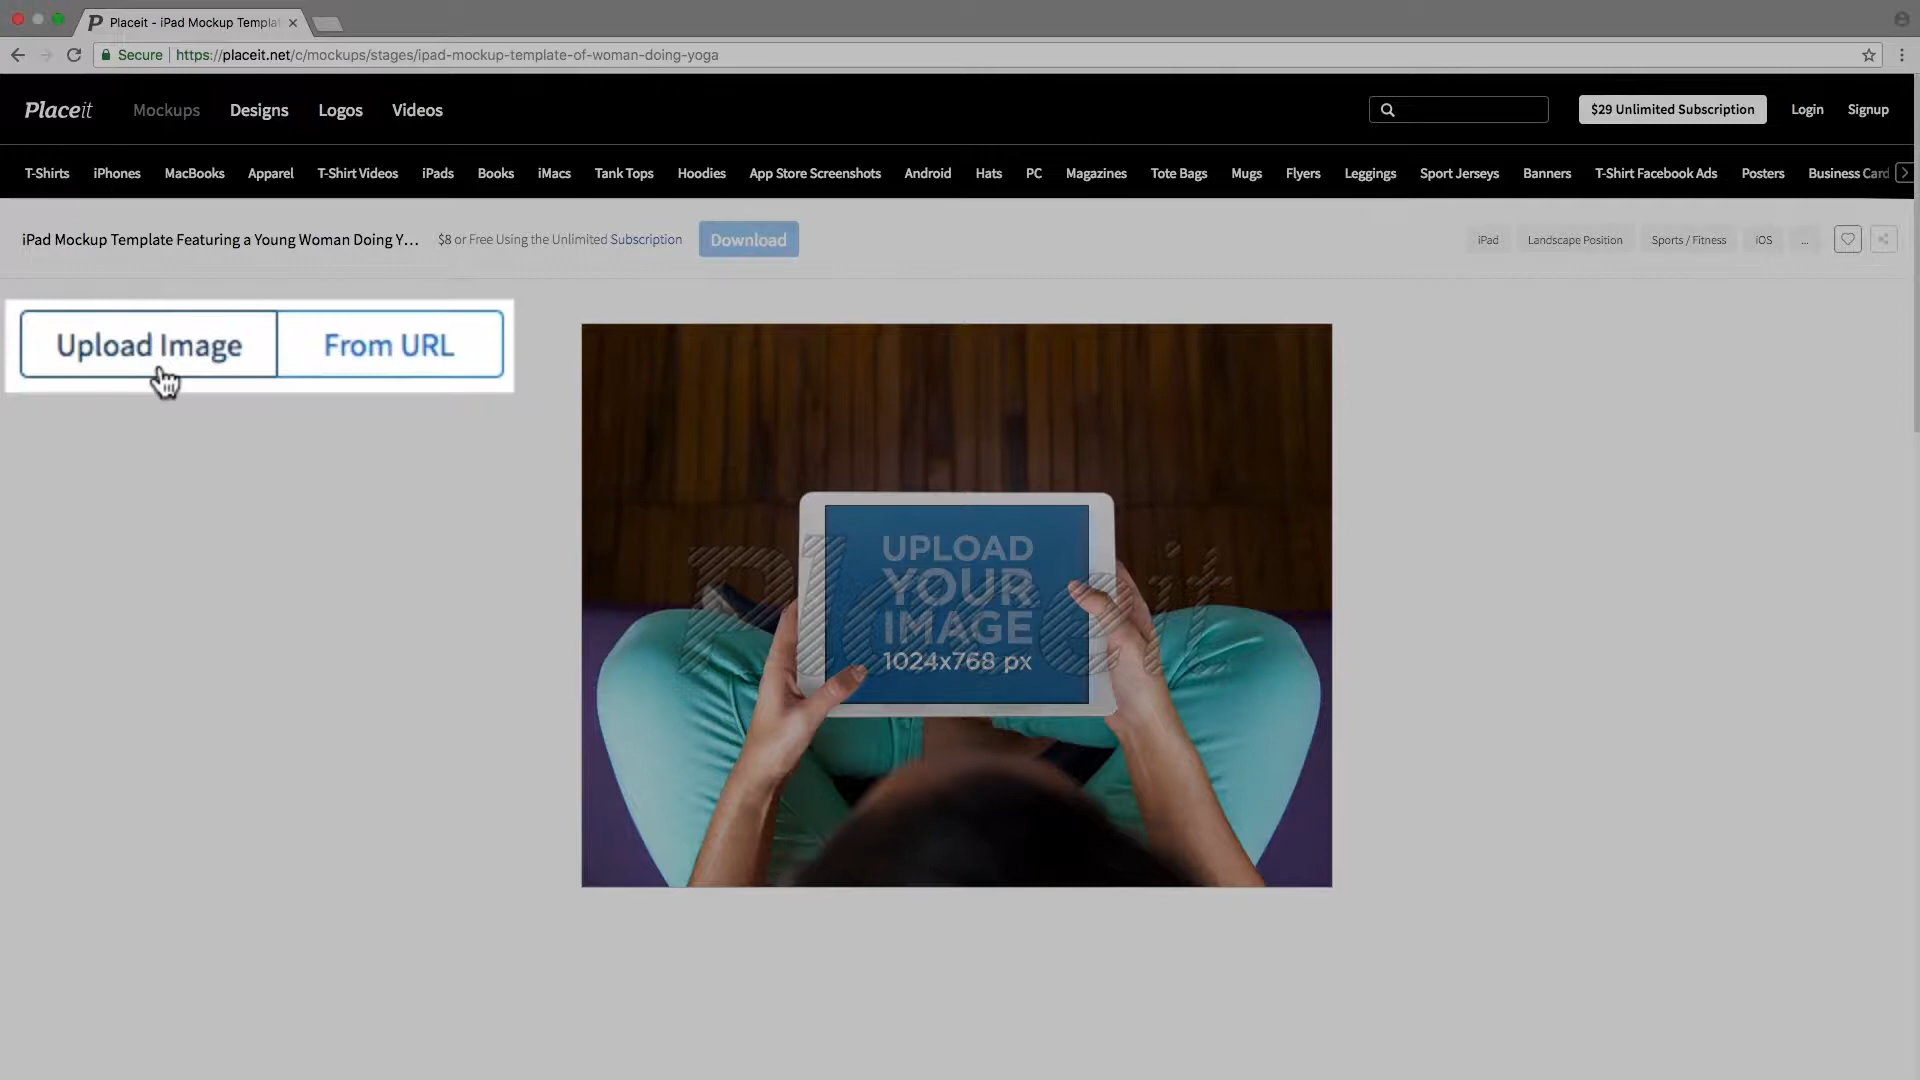 Placeit - iPad Mockup Templa
Secure https://placeit.net/c/mockups/stages/ipad-mockup-template-of-woman-doing-yoga
Placeit Mockups Designs Logos Videos $29 Unlimited Subscription Login Signup
T-Shirts iPhones MacBooks Apparel T-Shirt Videos iPads Books iMacs Tank Tops Hoodies App Store Screenshots Android Hats PC Magazines Tote Bags Mugs Flyers Leggings Sport Jerseys Banners T-Shirt Facebook Ads Posters Business Card
iPad Mockup Template Featuring a Young Woman Doing Y... $8 or Free Using the Unlimited Subscription Download iPad Landscape Position Sports / Fitness iOS ...
Upload Image From URL
UPLOAD
YOUR
IMAGE
1024x768 px
Placeit